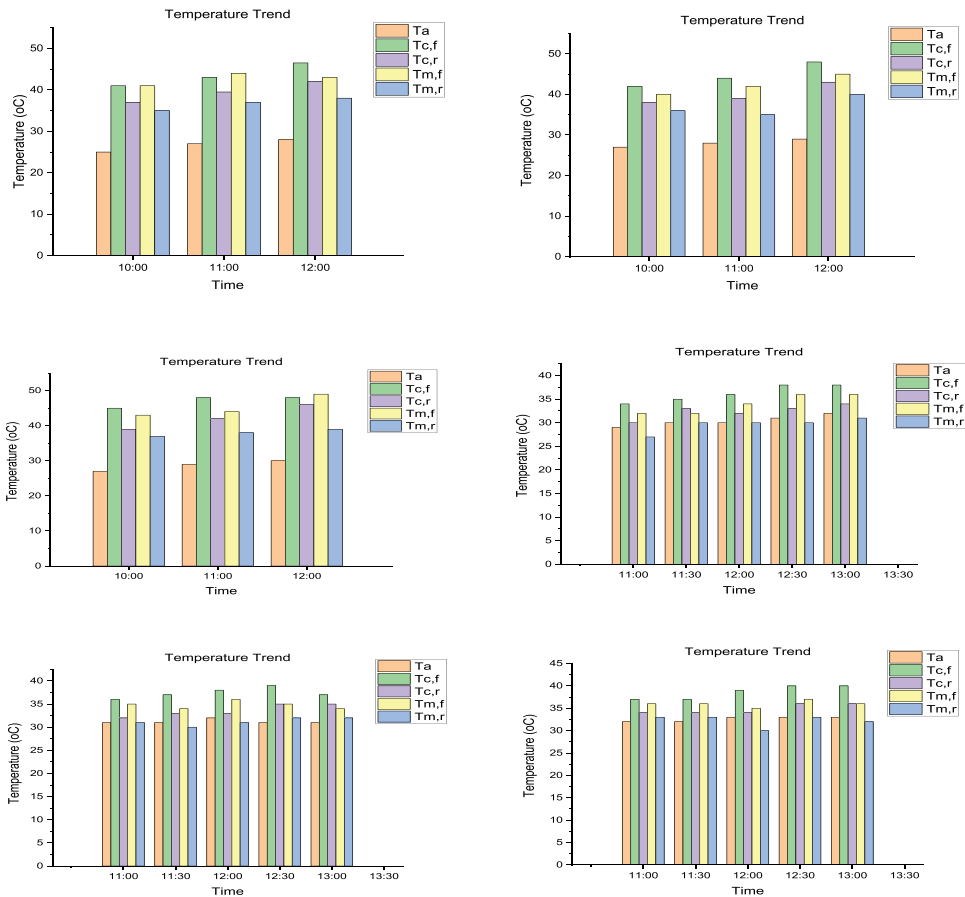 Temperature Trend
Ta
Tc,f
Tc,r
Tm,f
Tm,r
50
40
30
20
10
0
Temperature (oC)
10:00 11:00 12:00
Time
Temperature Trend
Ta
Tc,f
Tc,r
Tm,f
Tm,r
50
40
30
20
10
0
Temperature (oC)
10:00 11:00 12:00
Time
Temperature Trend
Ta
Tc,f
Tc,r
Tm,f
Tm,r
50
40
30
20
10
0
Temperature (oC)
10:00 11:00 12:00
Time
Temperature Trend
Ta
Tc,f
Tc,r
Tm,f
Tm,r
40
35
30
25
20
15
10
5
0
Temperature (oC)
11:00 11:30 12:00 12:30 13:00 13:30
Time
Temperature Trend
Ta
Tc,f
Tc,r
Tm,f
Tm,r
40
35
30
25
20
15
10
5
0
Temperature (oC)
11:00 11:30 12:00 12:30 13:00 13:30
Time
Temperature Trend
Ta
Tc,f
Tc,r
Tm,f
Tm,r
45
40
35
30
25
20
15
10
5
0
Temperature (oC)
11:00 11:30 12:00 12:30 13:00 13:30
Time